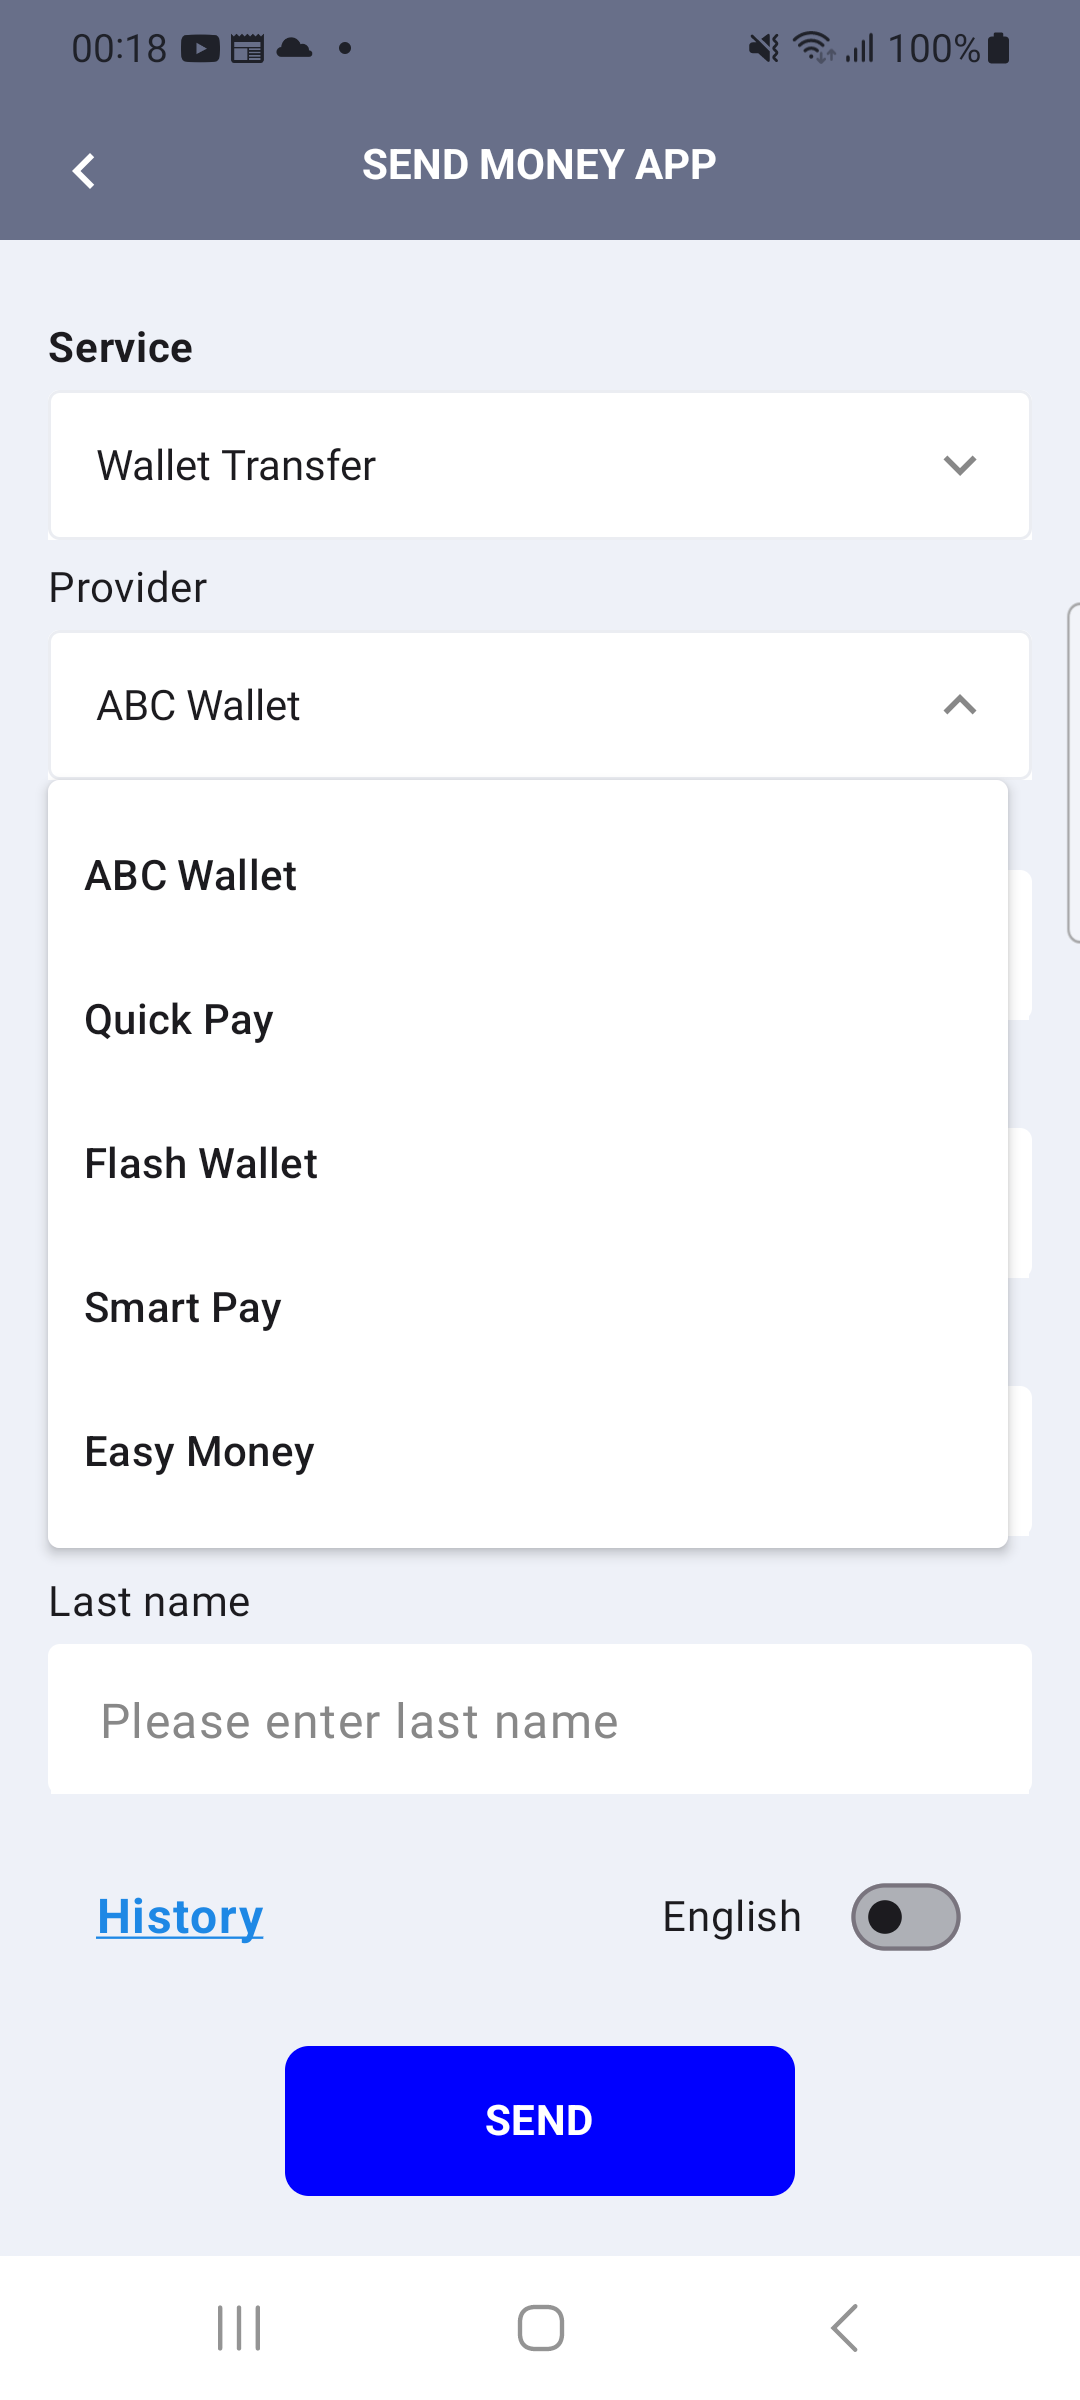 00:18
100%
SEND MONEY APP
Service
Wallet Transfer
Provider
ABC Wallet
ABC Wallet
Quick Pay
Flash Wallet
Smart Pay
Easy Money
Last name
Please enter last name
History
English
SEND